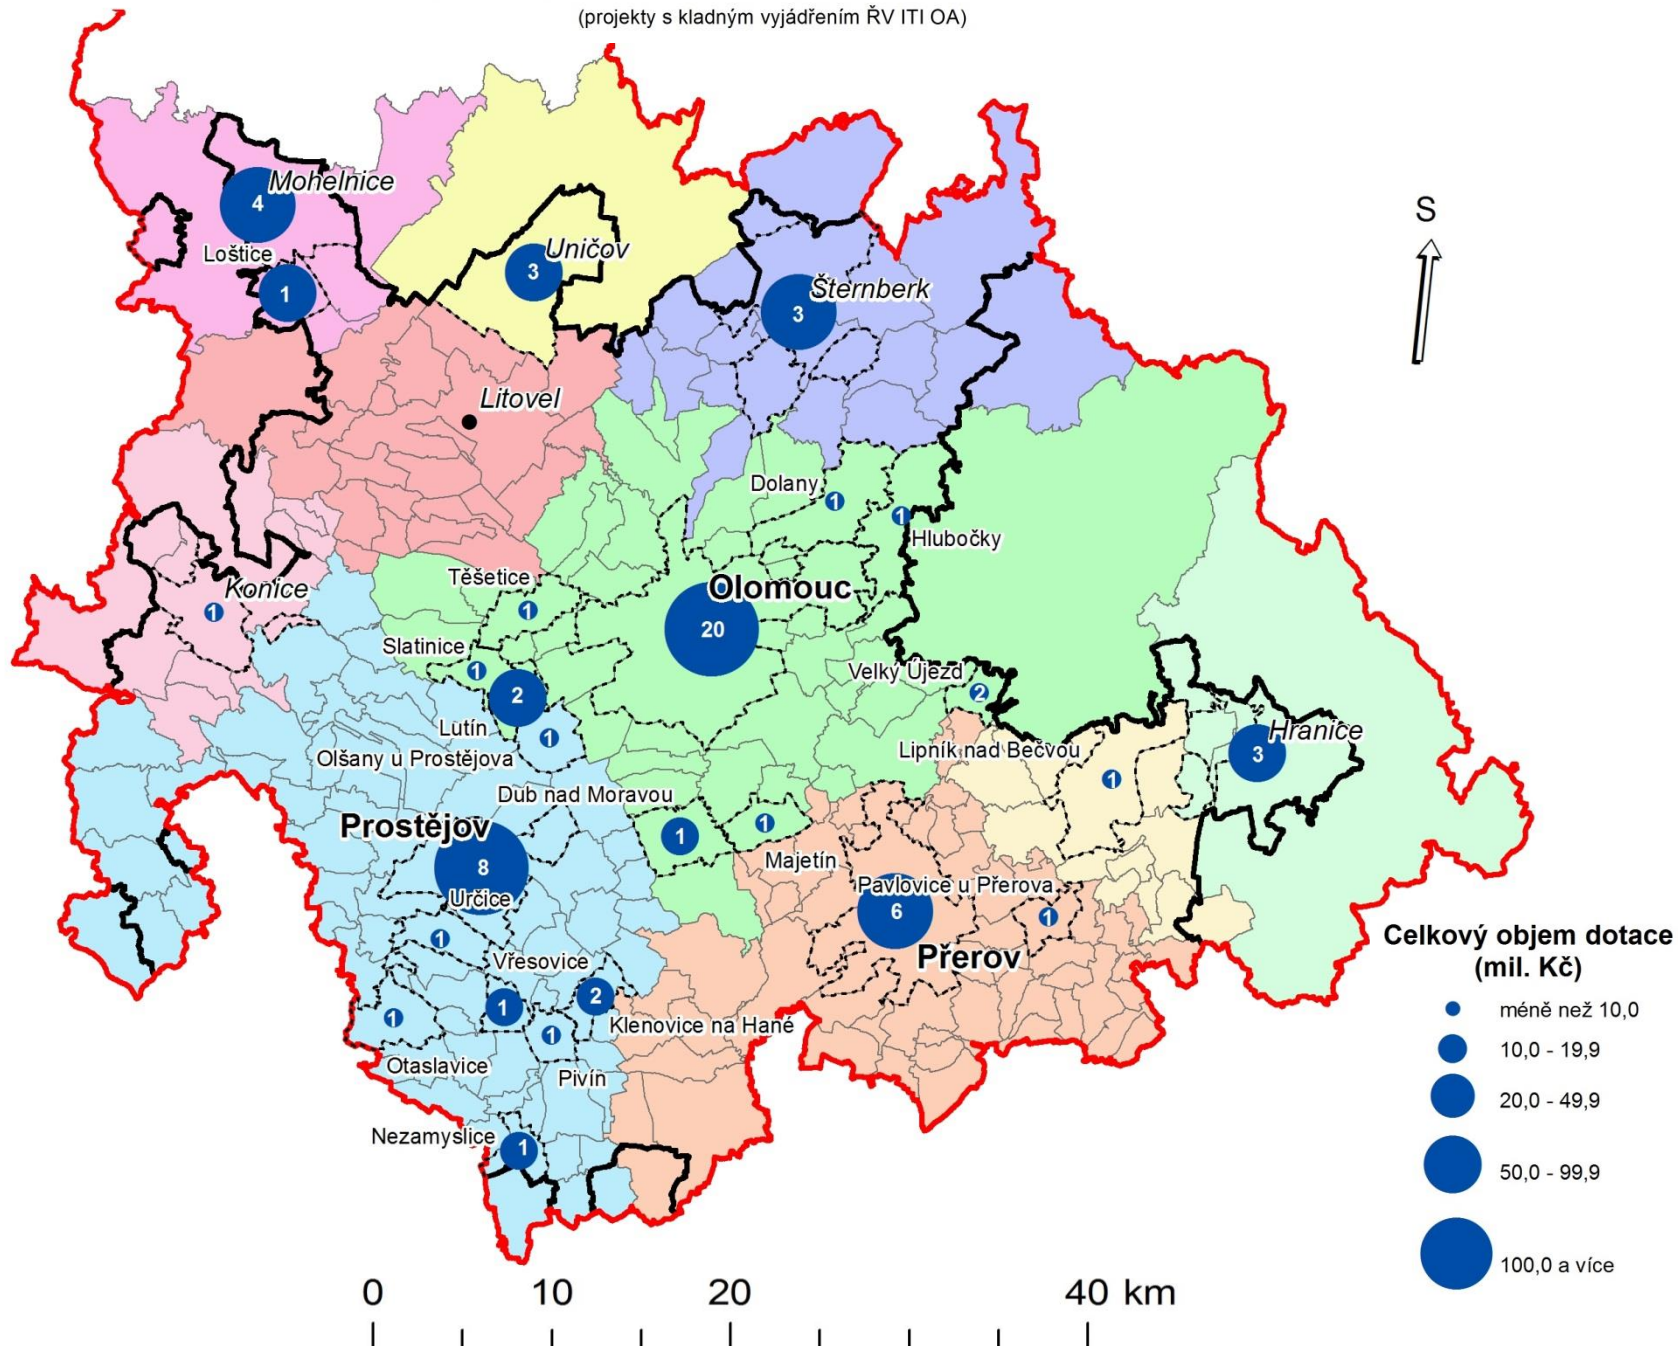 (projekty s kladným vyjádřením ŘV ITI OA)
Mohelnice
4
S
Loštice
Uničov
3
1
Šternberk
3
Litovel
Dolany
1
1
Hlubočky
Těšetice
Olomouc
Konice
1
1
20
Slatinice
1
Velký Újezd
2
2
Lutín
1
Olšany u Prostějova
Lipník nad Bečvou
Hranice
3
1
Dub nad Moravou
Prostějov
1
1
Majetín
8
Pavlovice u Přerova
Určice
6
1
1
Přerov
Vřesovice
2
1
1
1
Klenovice na Hané
Otaslavice
Pivín
Nezamyslice
1
Celkový objem dotace
(mil. Kč)
méně než 10,0
10,0 - 19,9
20,0 - 49,9
50,0 - 99,9
100,0 a více
0 10 20 40 km